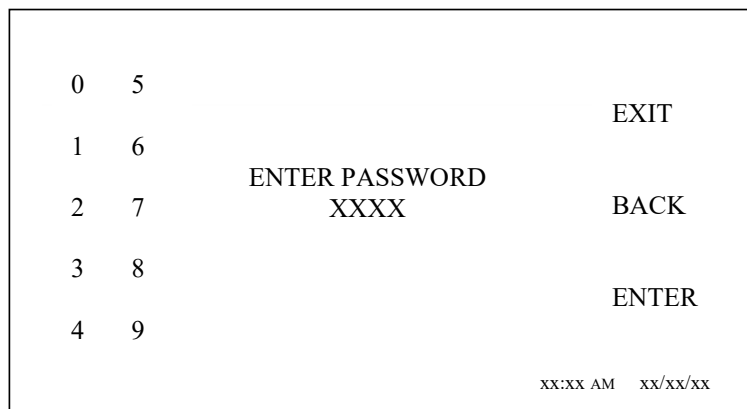 0 5
EXIT
1 6
ENTER PASSWORD
2 7 XXXX BACK
3 8
ENTER
4 9
xx:xx AM xx/xx/xx